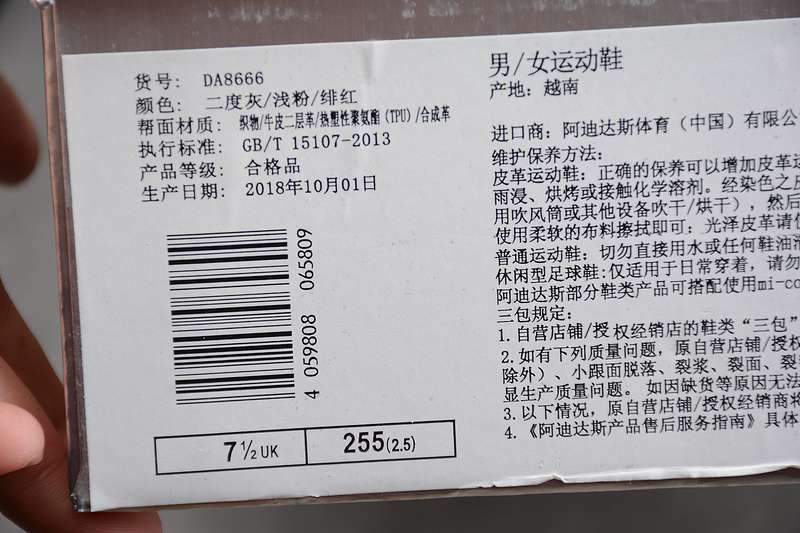 货号: DA8666
颜色: 二度灰/浅粉/绯红
帮面材质: 织物/牛皮二层革/热塑性聚氨酯(TPU)/合成革
执行标准: GB/T 15107-2013
产品等级: 合格品
生产日期: 2018年10月01日
4 059808 065809
7 1/2 UK
255(2.5)
男/女运动鞋
产地: 越南
进口商: 阿迪达斯体育（中国）有限公
维护保养方法:
皮革运动鞋: 正确的保养可以增加皮革运
雨浸、烘烤或接触化学溶剂。经染色之皮
用吹风筒或其他设备吹干/烘干），然后
使用柔软的布料擦拭即可: 光泽皮革请使
普通运动鞋: 切勿直接用水或任何鞋油清
休闲型足球鞋:仅适用于日常穿着，请勿
阿迪达斯部分鞋类产品可搭配使用mi-co
三包规定:
1.自营店铺/授权经销店的鞋类“三包”
2.如有下列质量问题，原自营店铺/授权
除外）、小跟面脱落、裂浆、裂面、裂
显生产质量问题。如因缺货等原因无法
3.以下情况，原自营店铺/授权经销商将
4.《阿迪达斯产品售后服务指南》具体